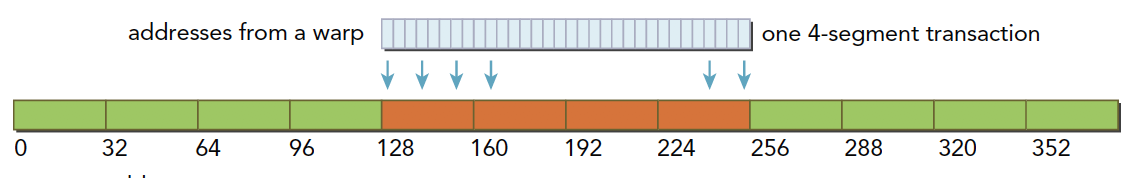 addresses from a warp one 4-segment transaction
0 32 64 96 128 160 192 224 256 288 320 352